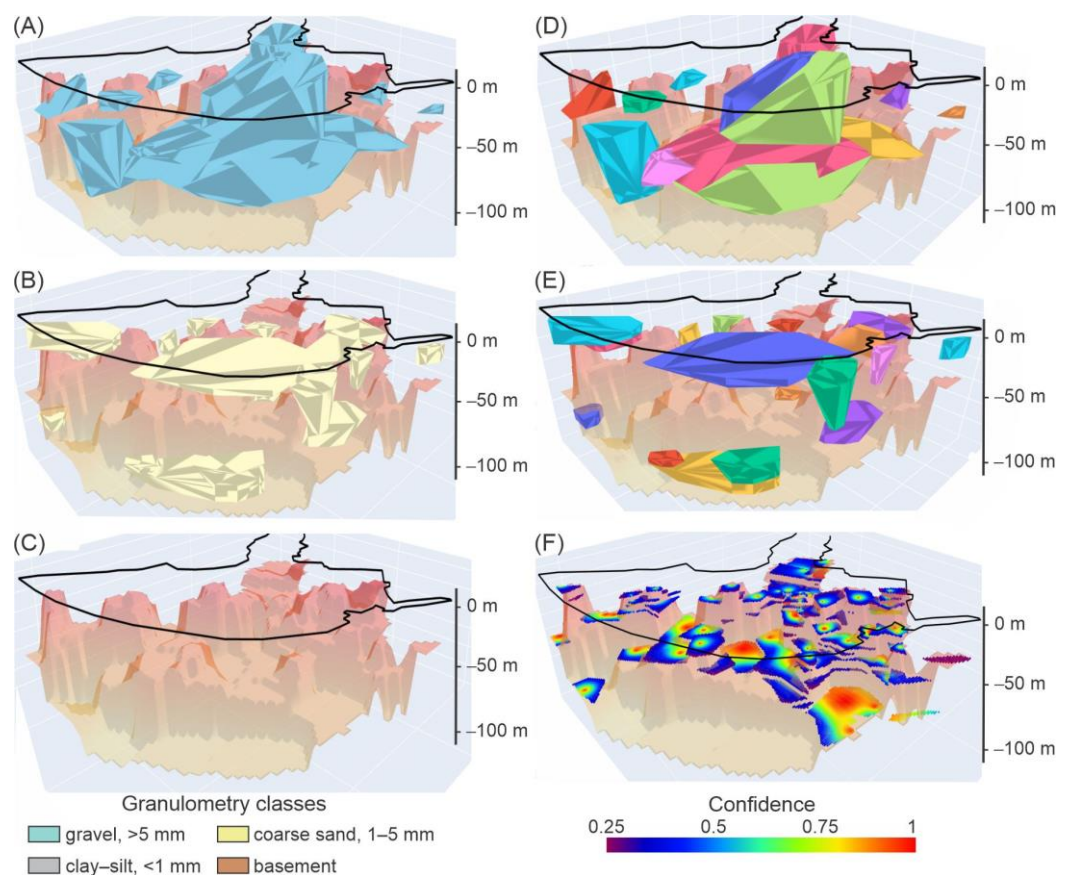 (A)
0 m
–50 m
–100 m
(D)
0 m
–50 m
–100 m
(B)
0 m
–50 m
–100 m
(E)
0 m
–50 m
–100 m
(C)
0 m
–50 m
–100 m
(F)
0 m
–50 m
–100 m
Granulometry classes
gravel, >5 mm
coarse sand, 1–5 mm
clay–silt, <1 mm
basement
Confidence
0.25 0.5 0.75 1